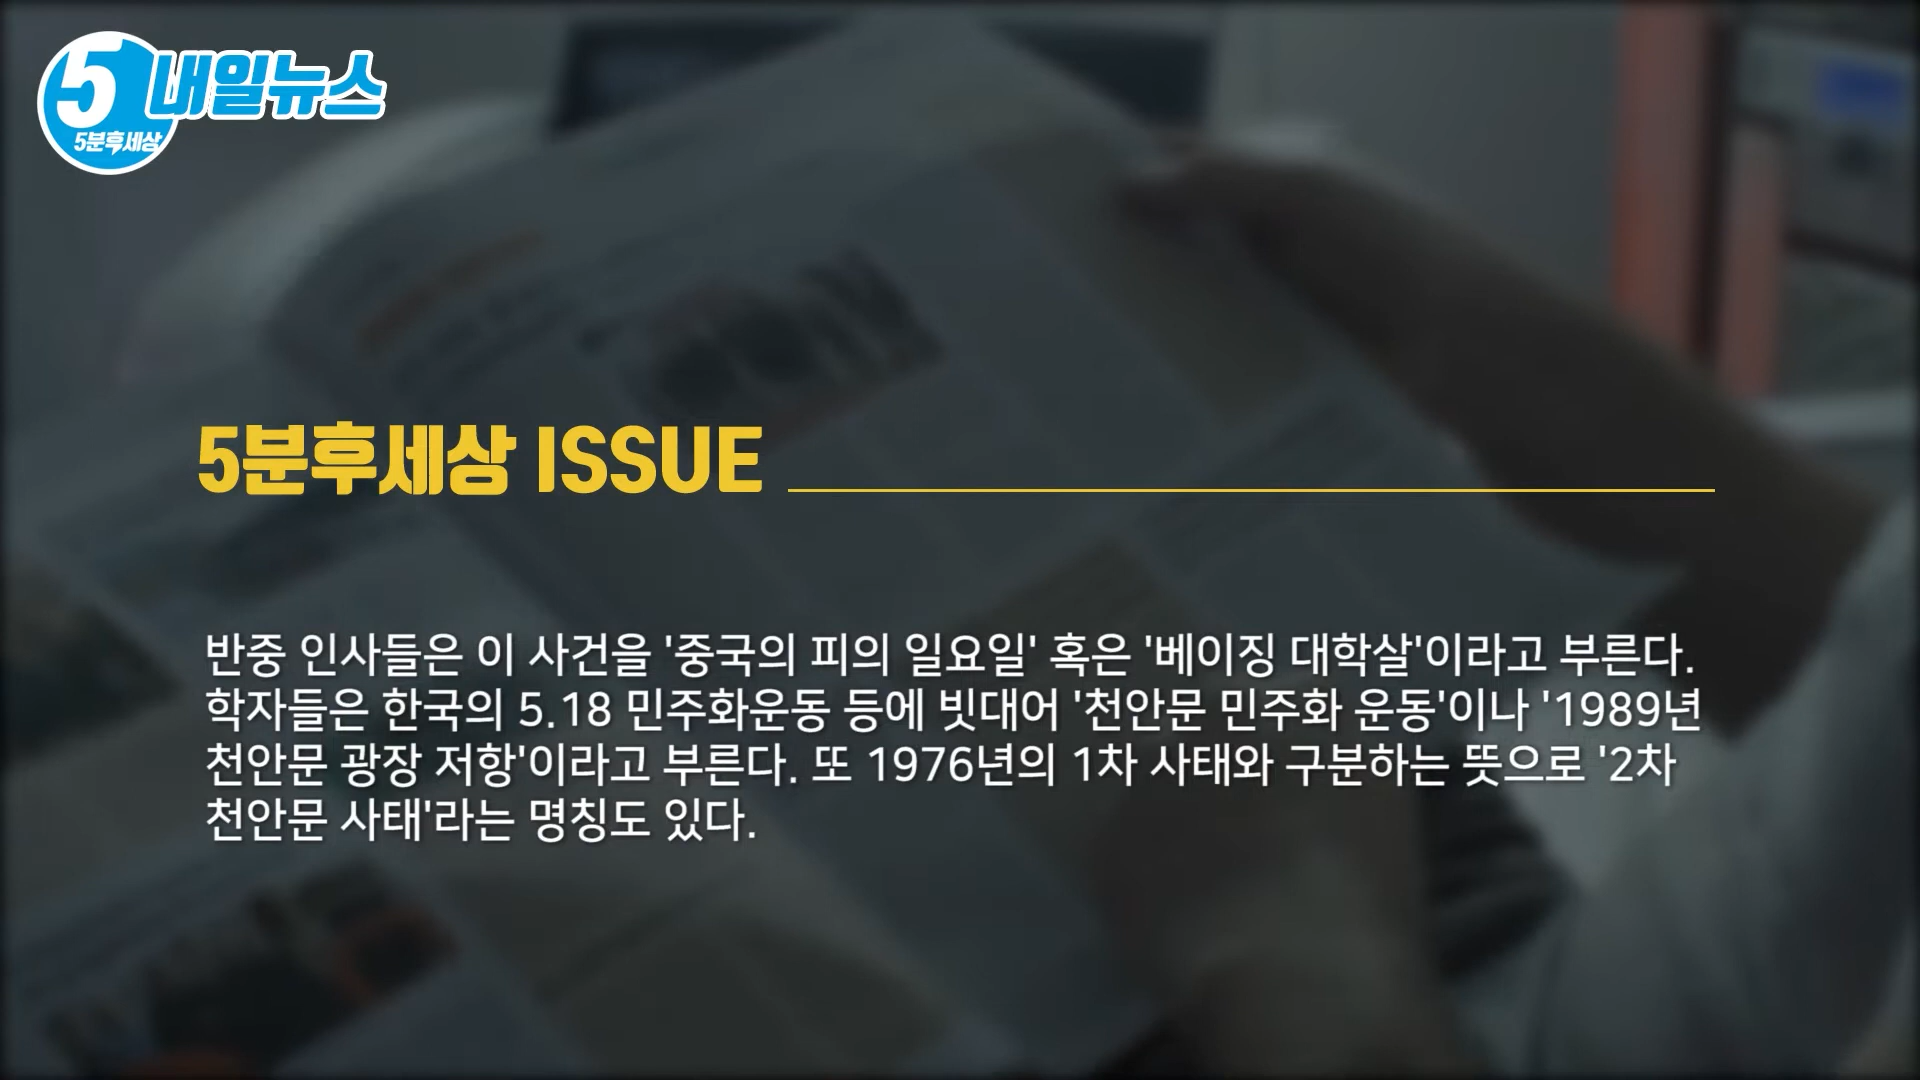 5 내일뉴스
5분후세상
5분후세상 ISSUE
반중 인사들은 이 사건을 '중국의 피의 일요일' 혹은 '베이징 대학살'이라고 부른다.
학자들은 한국의 5.18 민주화운동 등에 빗대어 '천안문 민주화 운동'이나 '1989년
천안문 광장 저항'이라고 부른다. 또 1976년의 1차 사태와 구분하는 뜻으로 '2차
천안문 사태'라는 명칭도 있다.